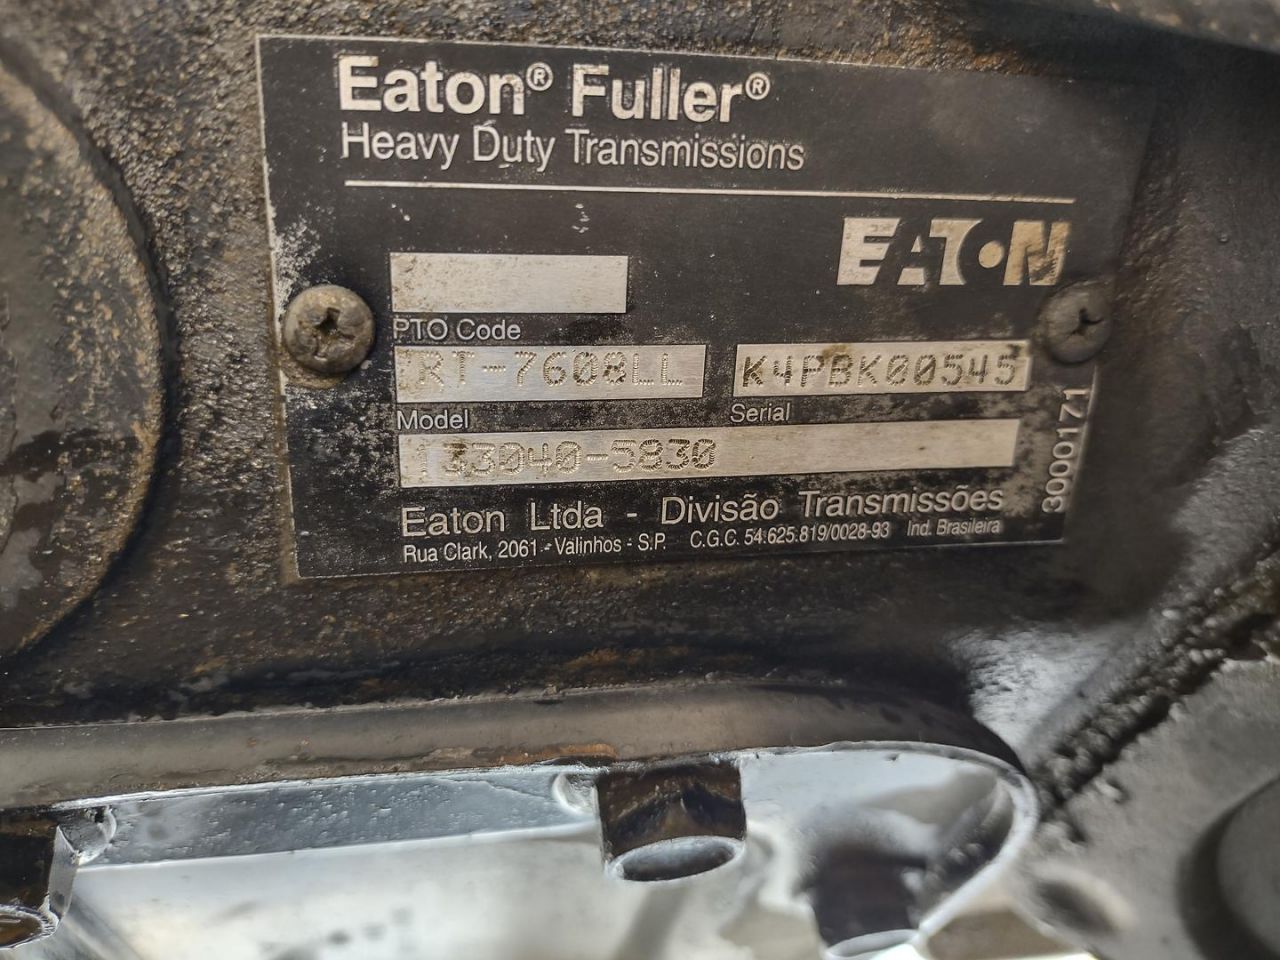 Eaton® Fuller®
Heavy Duty Transmissions
EATON
PTO Code
RT-7608LL K4PBK00545
Model Serial
133040-5830
3000171
Eaton Ltda - Divisão Transmissões
Rua Clark, 2061 - Valinhos - S.P. C.G.C. 54.625.819/0028-93 Ind. Brasileira